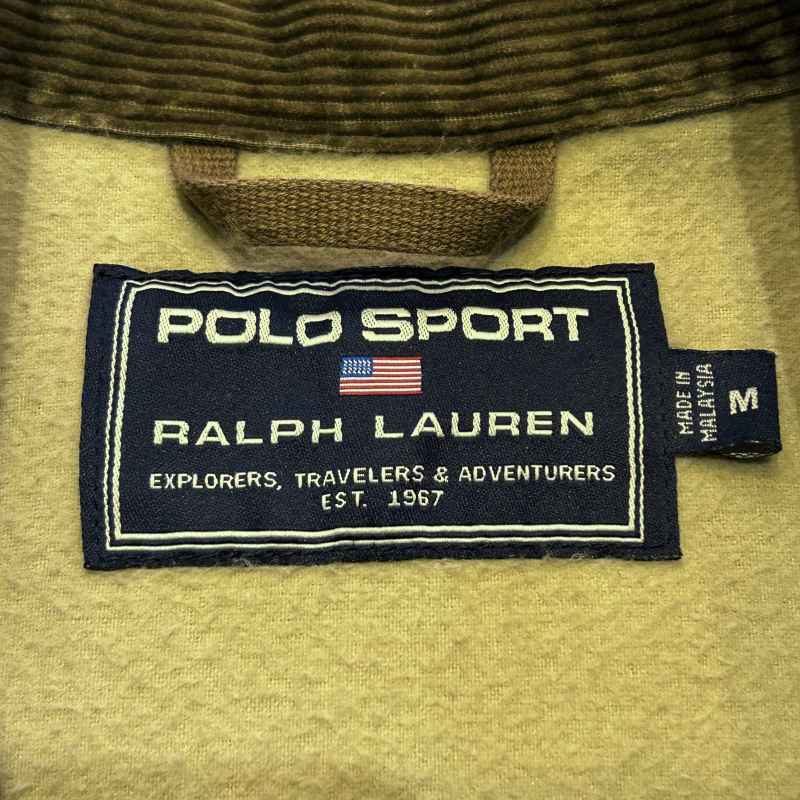 POLO SPORT
RALPH LAUREN
EXPLORERS, TRAVELERS & ADVENTURERS
EST. 1967
MADE IN
MALAYSIA
M